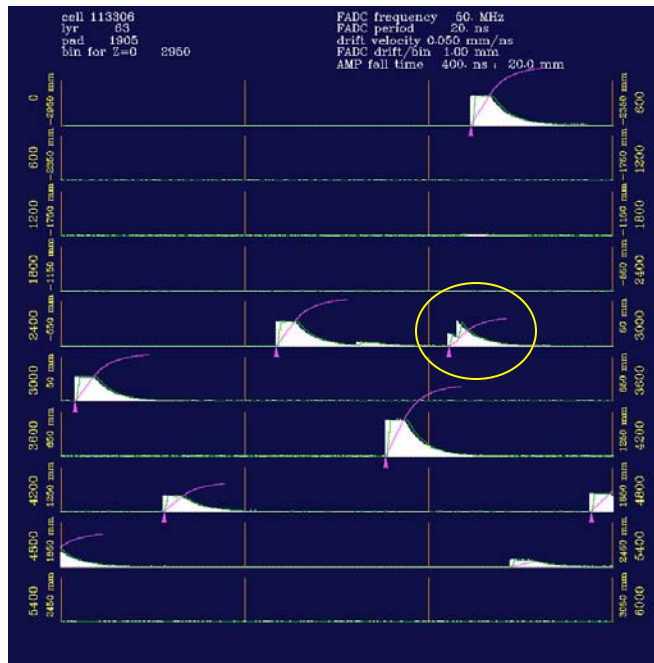 cell 113306
lyr 63
pad 1905
bin for Z=0 2950
FADC frequency 50. MHz
FADC period 20. ns
drift velocity 0.050 mm/ns
FADC drift/bin 1.00 mm
AMP fall time 400. ns : 20.0 mm
0 -2950 mm -2350 mm 600
600 -2350 mm -1750 mm 1200
1200 -1750 mm -1150 mm 1800
1800 -1150 mm -550 mm 2400
2400 -550 mm 50 mm 3000
3000 50 mm 650 mm 3600
3600 650 mm 1250 mm 4200
4200 1250 mm 1850 mm 4800
4800 1850 mm 2450 mm 5400
5400 2450 mm 3050 mm 6000